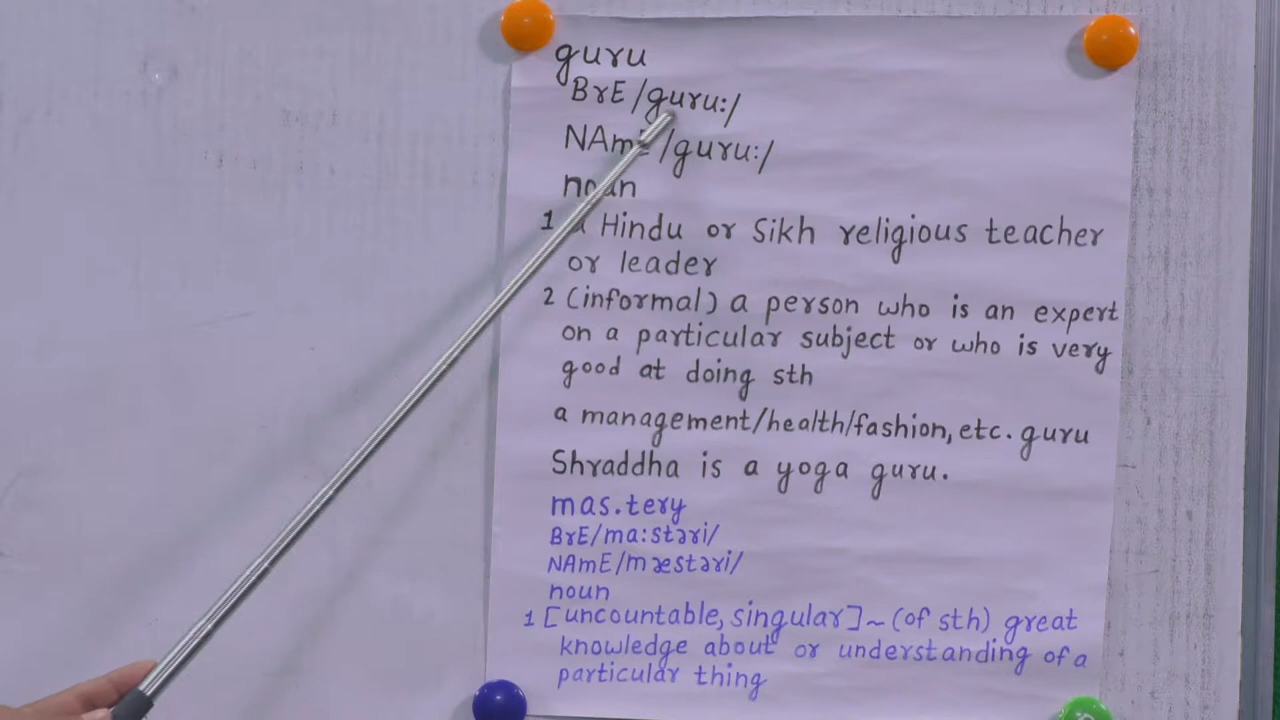 guru
BrE/guru:/
NAmE/guru:/
noun
1 a Hindu or Sikh religious teacher
or leader
2 (informal) a person who is an expert
on a particular subject or who is very
good at doing sth
a management/health/fashion, etc. guru
Shraddha is a yoga guru.
mas.tery
BrE/ma:stəri/
NAmE/mæstəri/
noun
1 [uncountable, singular]~(of sth) great
knowledge about or understanding of a
particular thing